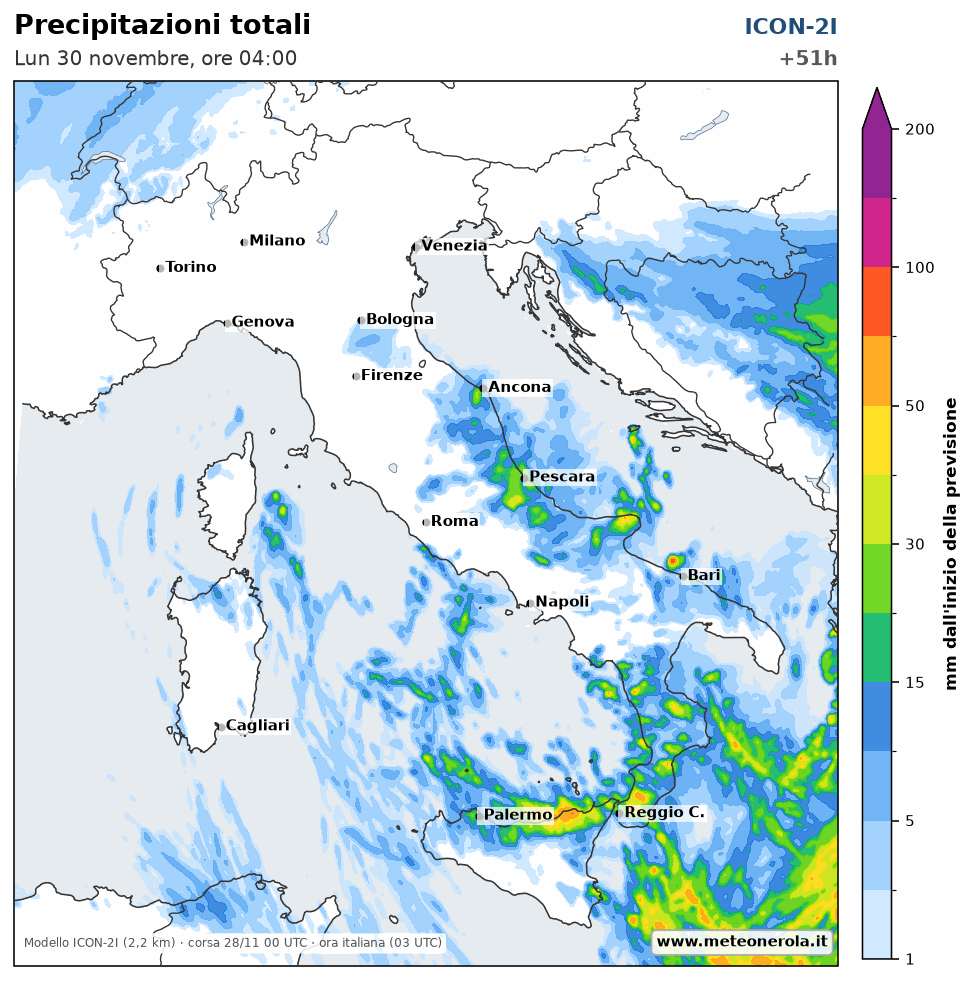 Precipitazioni totali
ICON-2I
Lun 30 novembre, ore 04:00
+51h
Milano
Venezia
Torino
Genova
Bologna
Firenze
Ancona
Pescara
Roma
Bari
Napoli
Cagliari
Palermo
Reggio C.
200
100
50
30
15
5
1
mm dall'inizio della previsione
Modello ICON-2I (2,2 km) · corsa 28/11 00 UTC · ora italiana (03 UTC)
www.meteonerola.it